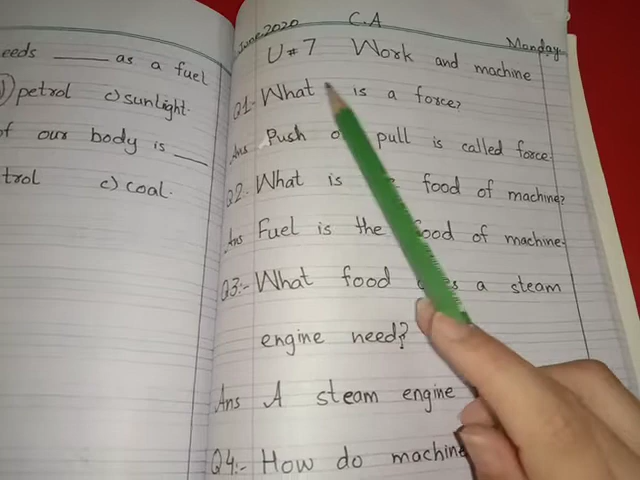 eeds ____ as a fuel
petrol c) sunlight.
of our body is ____
trol c) coal.
June,2020 C.A Monday
U#7 Work and machine
Q1:- What is a force?
Ans Push o pull is called force.
Q2:- What is food of machine?
Ans Fuel is the food of machine.
Q3:- What food a steam
engine need?
Ans A steam engine
Q4:- How do machine